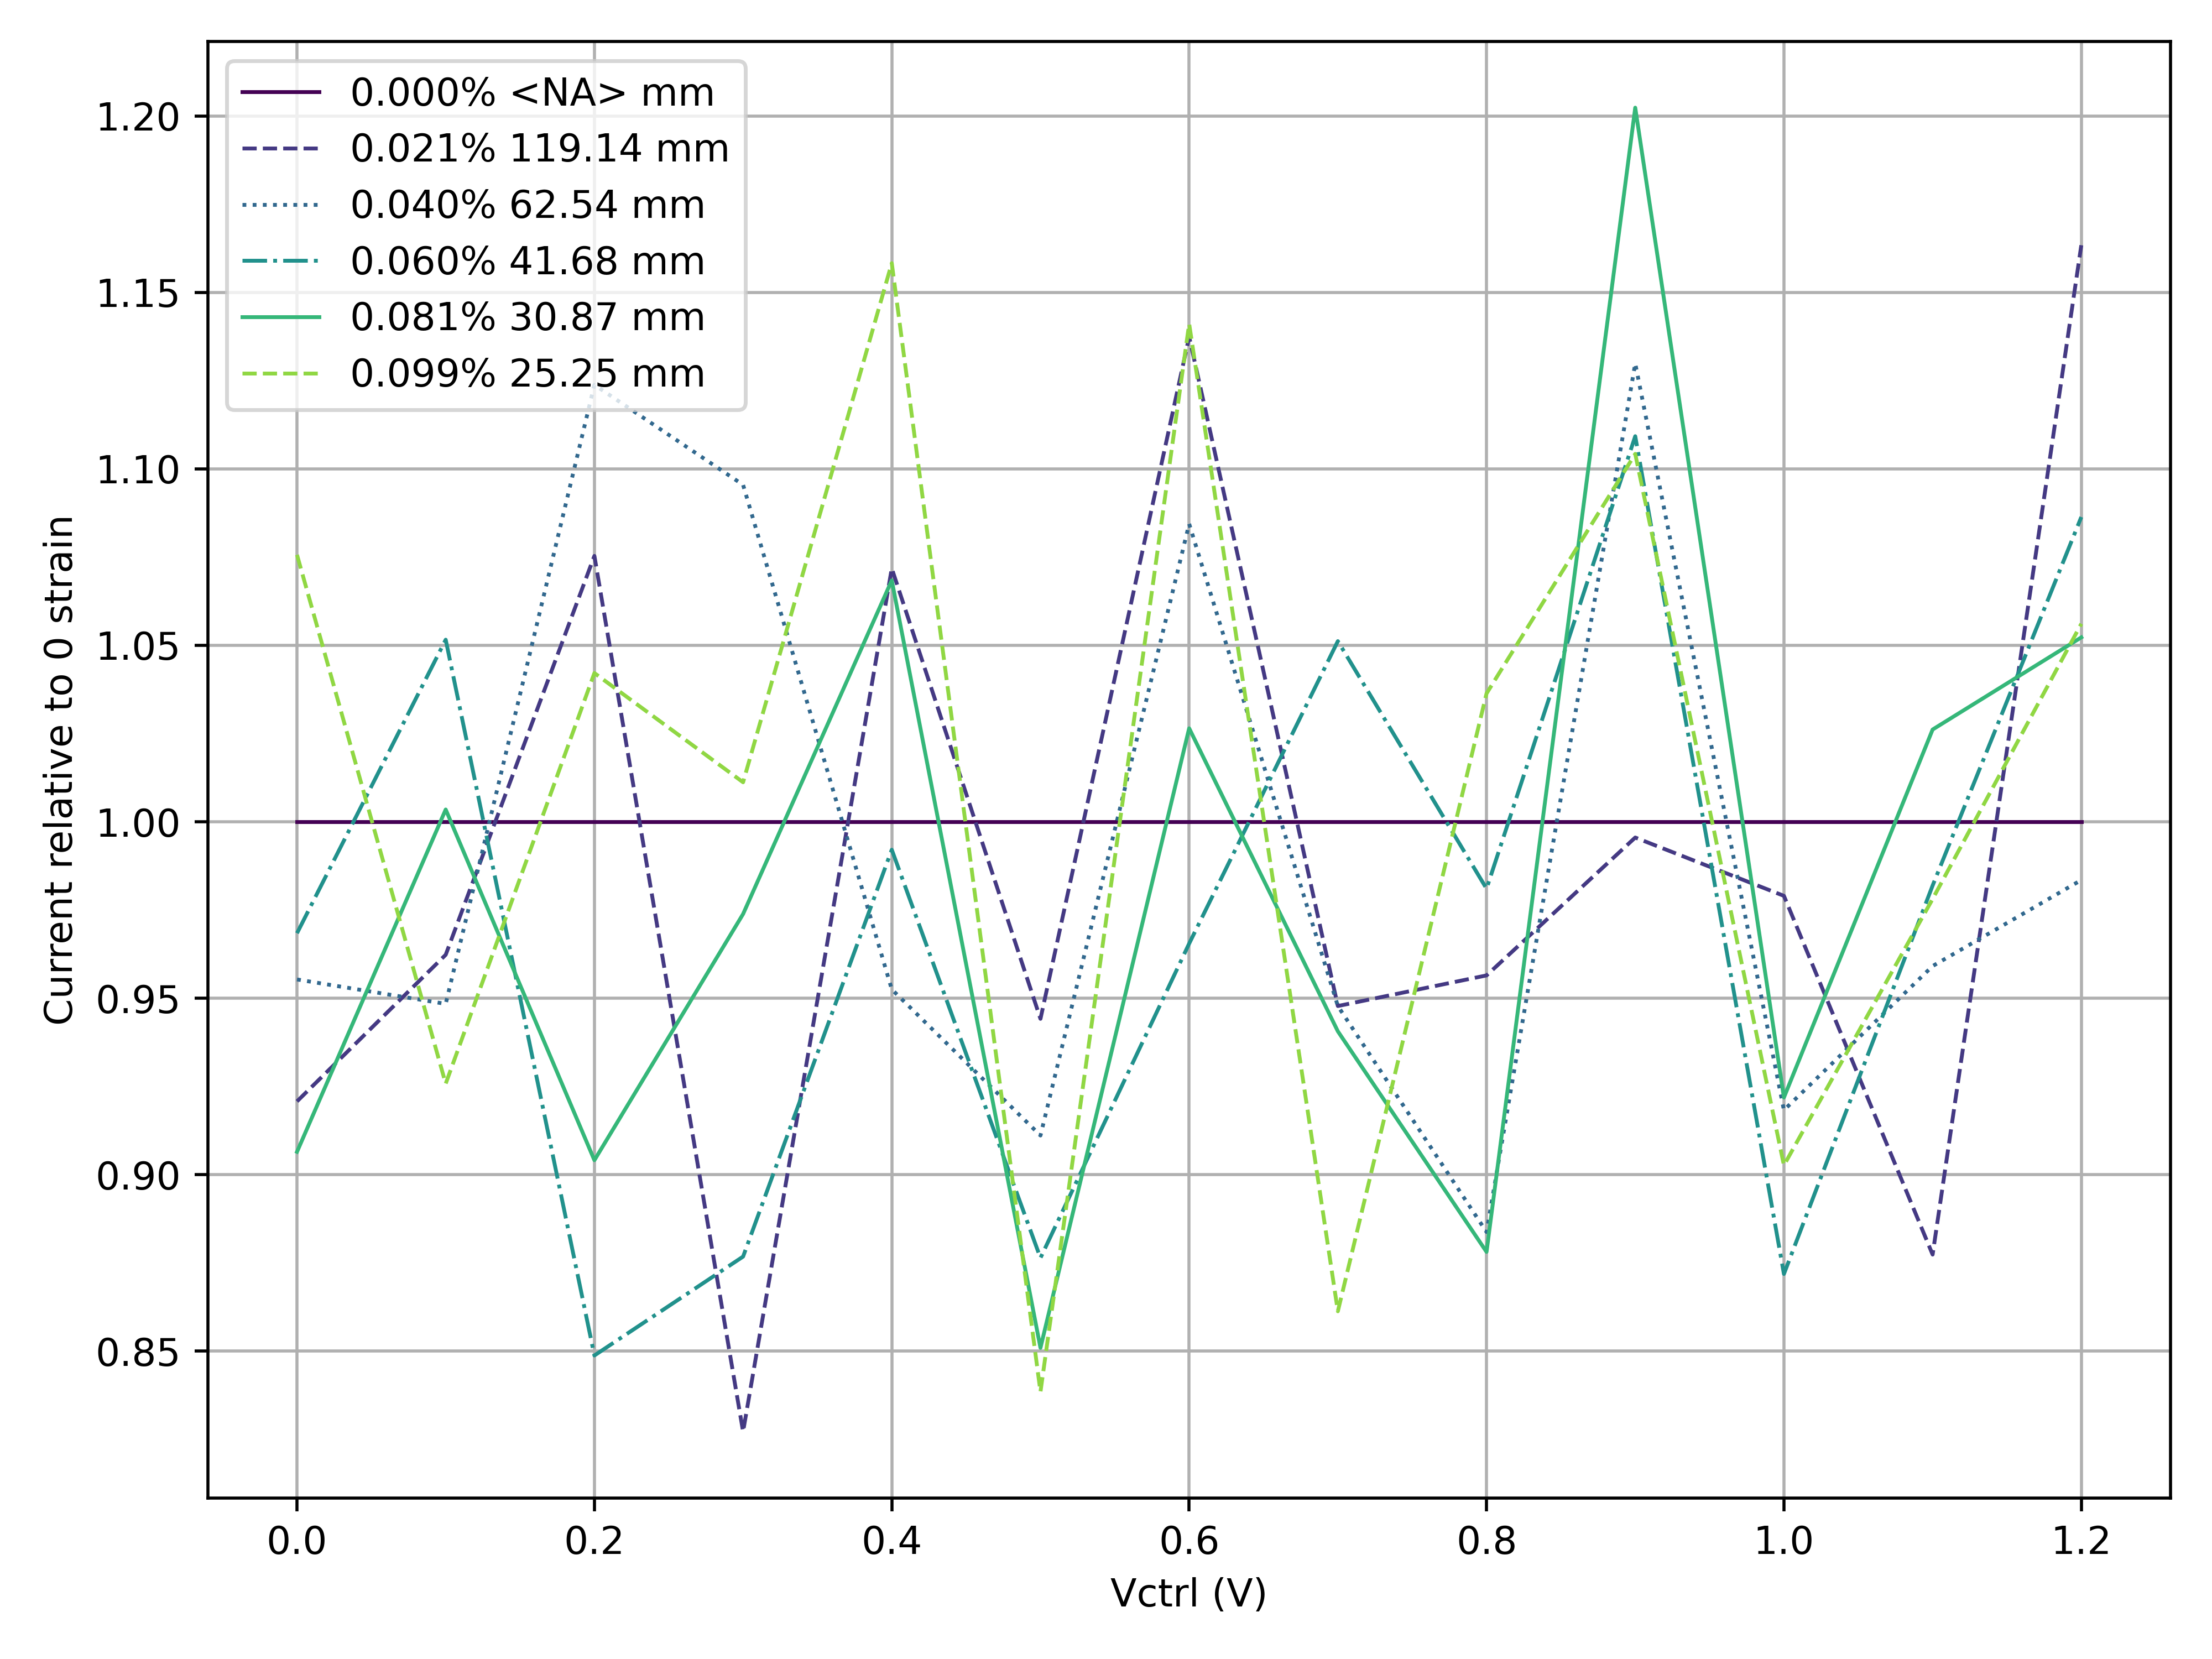 0.000% <NA> mm
0.021% 119.14 mm
0.040% 62.54 mm
0.060% 41.68 mm
0.081% 30.87 mm
0.099% 25.25 mm
1.20
1.15
1.10
1.05
1.00
0.95
0.90
0.85
Current relative to 0 strain
0.0 0.2 0.4 0.6 0.8 1.0 1.2
Vctrl (V)